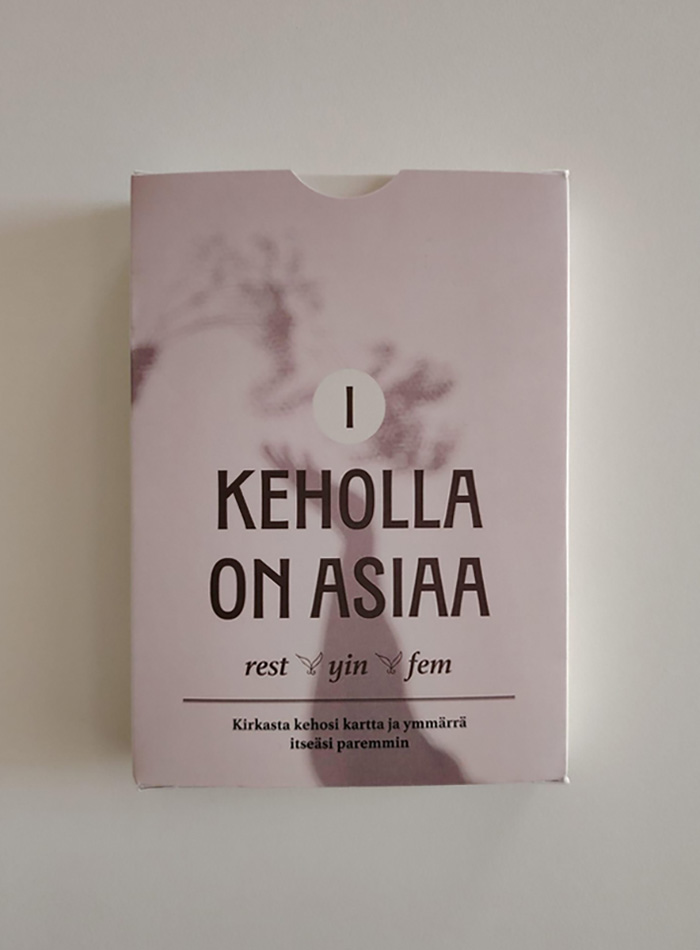 I
KEHOLLA
ON ASIAA
rest yin fem
Kirkasta kehosi kartta ja ymmärrä
itseäsi paremmin